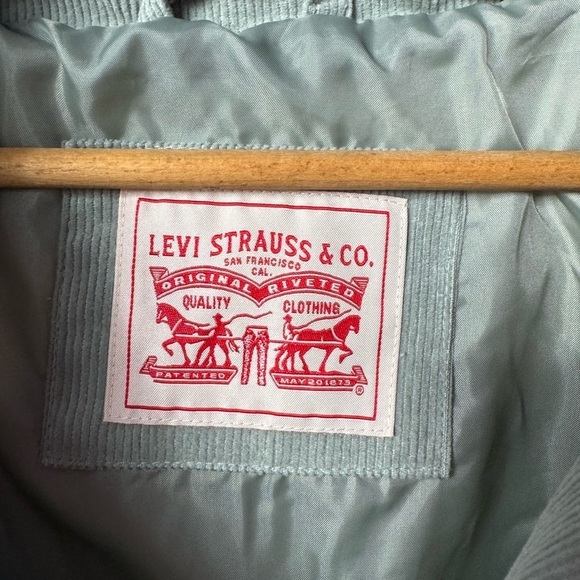 LEVI STRAUSS & CO.
SAN FRANCISCO
CAL.
ORIGINAL RIVETED
QUALITY CLOTHING
PATENTED MAY 20 1873
®